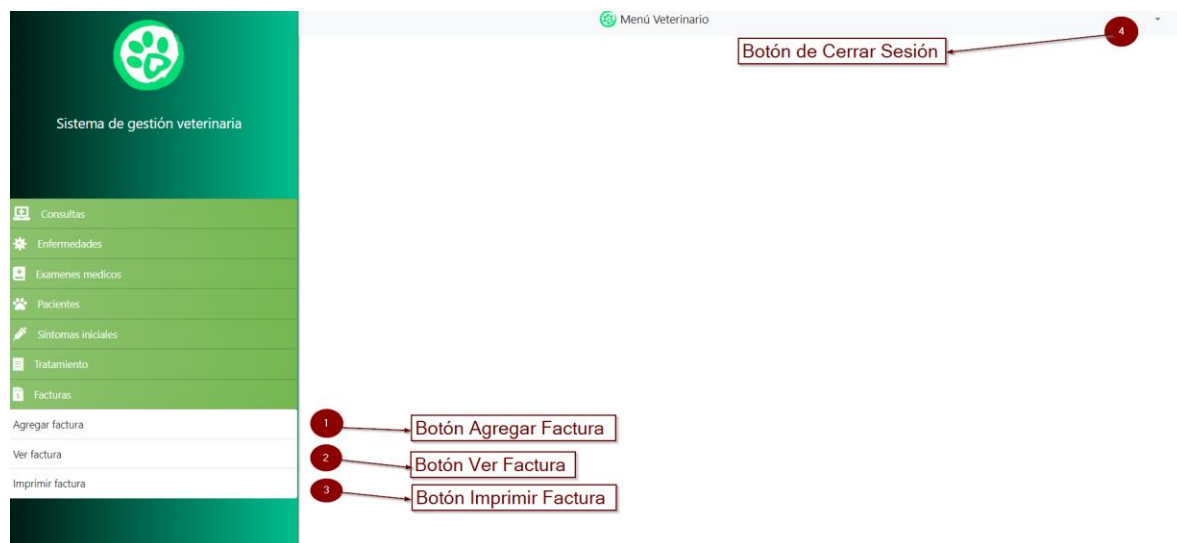 Menú Veterinario
4
Botón de Cerrar Sesión
Sistema de gestión veterinaria
Consultas
Enfermedades
Examenes medicos
Pacientes
Síntomas iniciales
Tratamiento
Facturas
Agregar factura
1
Botón Agregar Factura
Ver factura
2
Botón Ver Factura
Imprimir factura
3
Botón Imprimir Factura